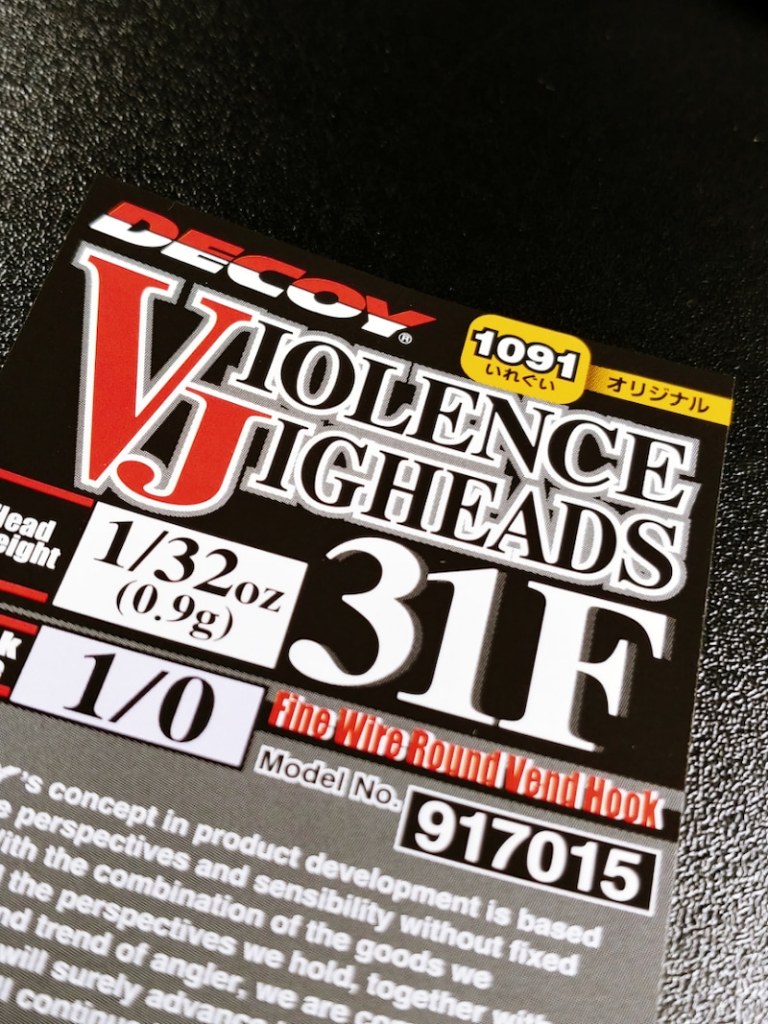 DECOY®
1091
いれぐい
オリジナル
VIOLENCE
JIGHEADS
1/32oz
(0.9g)
31F
1/0
Fine Wire Round Vend Hook
Model No.
917015
's concept in product development is based
perspectives and sensibility without fixed
with the combination of the goods we
the perspectives we hold, together with
trend of angler, we are
will surely advance